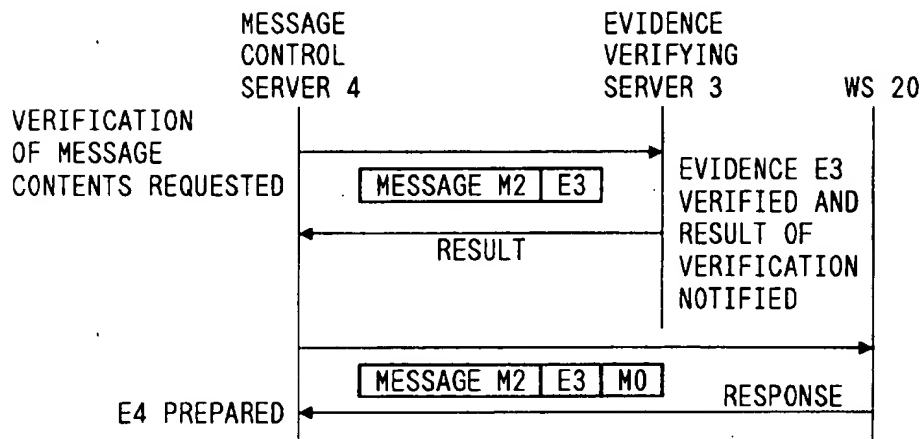 MESSAGE
CONTROL
SERVER 4
EVIDENCE
VERIFYING
SERVER 3
WS 20
VERIFICATION
OF MESSAGE
CONTENTS REQUESTED
MESSAGE M2 E3
RESULT
EVIDENCE E3
VERIFIED AND
RESULT OF
VERIFICATION
NOTIFIED
MESSAGE M2 E3 M0
RESPONSE
E4 PREPARED